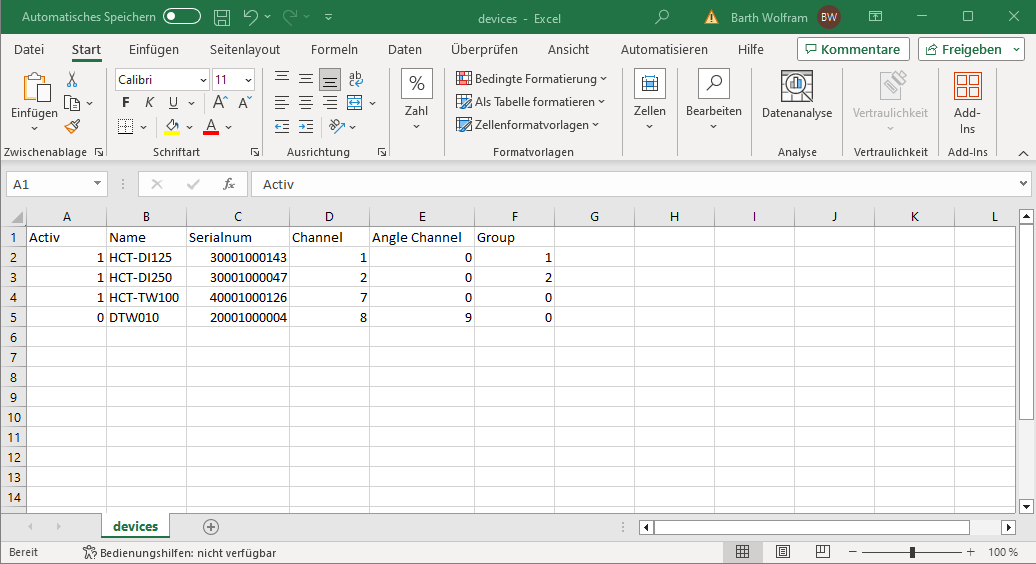 Automatisches Speichern devices - Excel Barth Wolfram BW
Datei Start Einfügen Seitenlayout Formeln Daten Überprüfen Ansicht Automatisieren Hilfe Kommentare Freigeben
Calibri 11 ab Bedingte Formatierung
Einfügen F K U A A % Zahl Als Tabelle formatieren Zellen Bearbeiten Datenanalyse Vertraulichkeit Add-
A Zellenformatvorlagen Ins
Zwischenablage Schriftart Ausrichtung Formatvorlagen Analyse Vertraulichkeit Add-Ins
A1 fx Activ
A B C D E F G H I J K L
1 Activ Name Serialnum Channel Angle Channel Group
2 1 HCT-DI125 30001000143 1 0 1
3 1 HCT-DI250 30001000047 2 0 2
4 1 HCT-TW100 40001000126 7 0 0
5 0 DTW010 20001000004 8 9 0
6
7
8
9
10
11
12
13
14
devices
Bereit Bedienungshilfen: nicht verfügbar 100 %